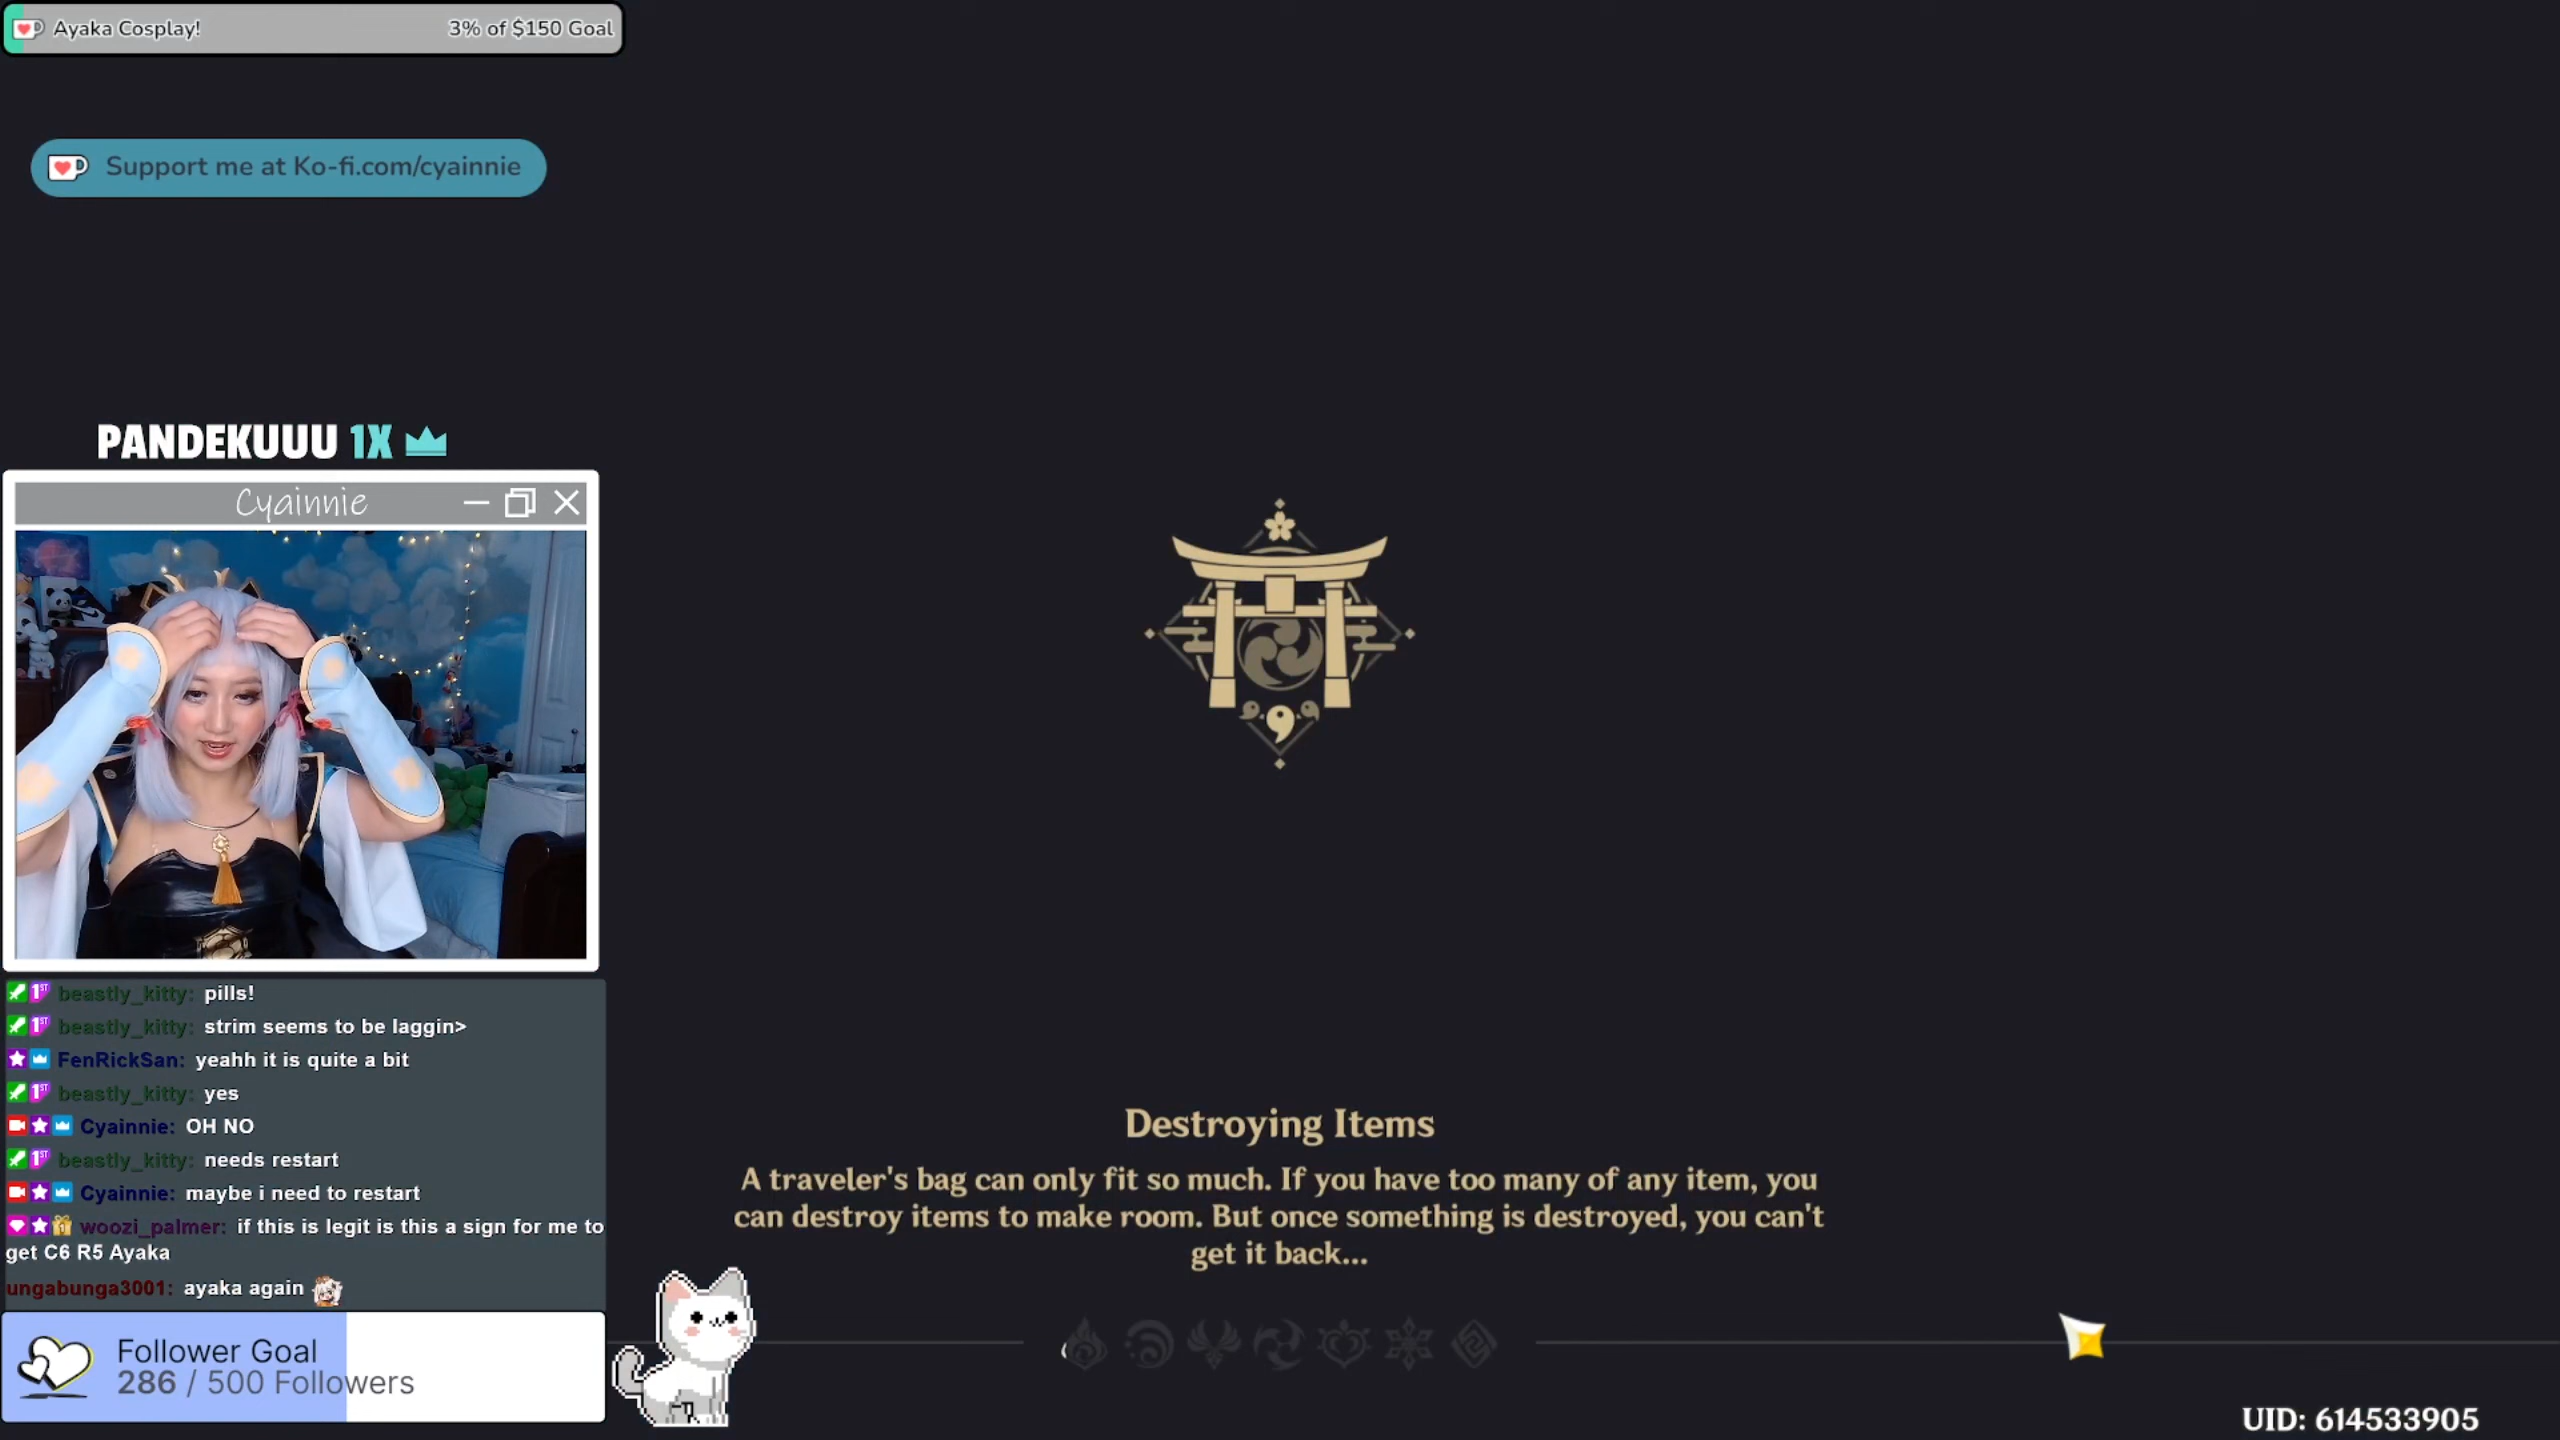 Ayaka Cosplay! 3% of $150 Goal
Support me at Ko-fi.com/cyainnie
PANDEKUUU 1X
Cyainnie
beastly_kitty: pills!
beastly_kitty: strim seems to be laggin>
FenRickSan: yeahh it is quite a bit
beastly_kitty: yes
Cyainnie: OH NO
beastly_kitty: needs restart
Cyainnie: maybe i need to restart
woozi_palmer: if this is legit is this a sign for me to
get C6 R5 Ayaka
ungabunga3001: ayaka again
Follower Goal
286 / 500 Followers
Destroying Items
A traveler's bag can only fit so much. If you have too many of any item, you
can destroy items to make room. But once something is destroyed, you can't
get it back...
UID: 614533905